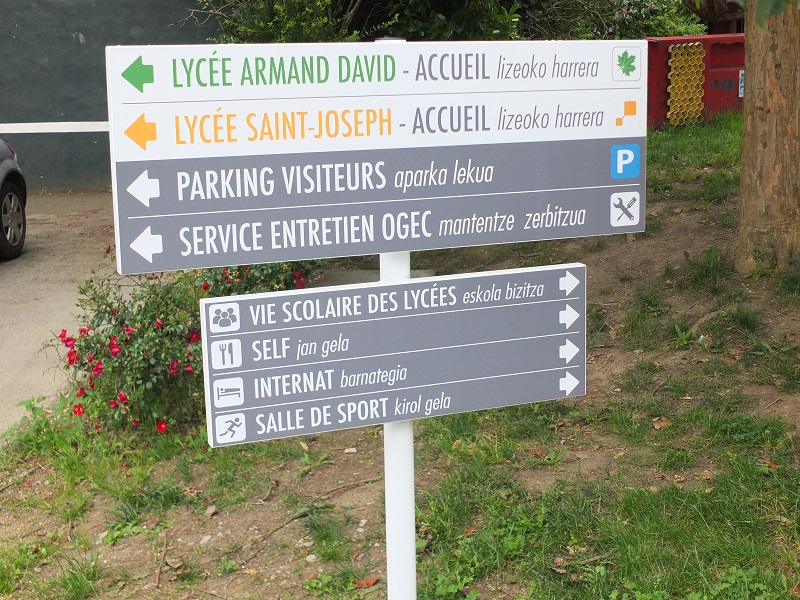 LYCÉE ARMAND DAVID - ACCUEIL lizeoko harrera
LYCÉE SAINT-JOSEPH - ACCUEIL lizeoko harrera
PARKING VISITEURS aparka lekua P
SERVICE ENTRETIEN OGEC mantentze zerbitzua
VIE SCOLAIRE DES LYCÉES eskola bizitza
SELF jan gela
INTERNAT barnategia
SALLE DE SPORT kirol gela